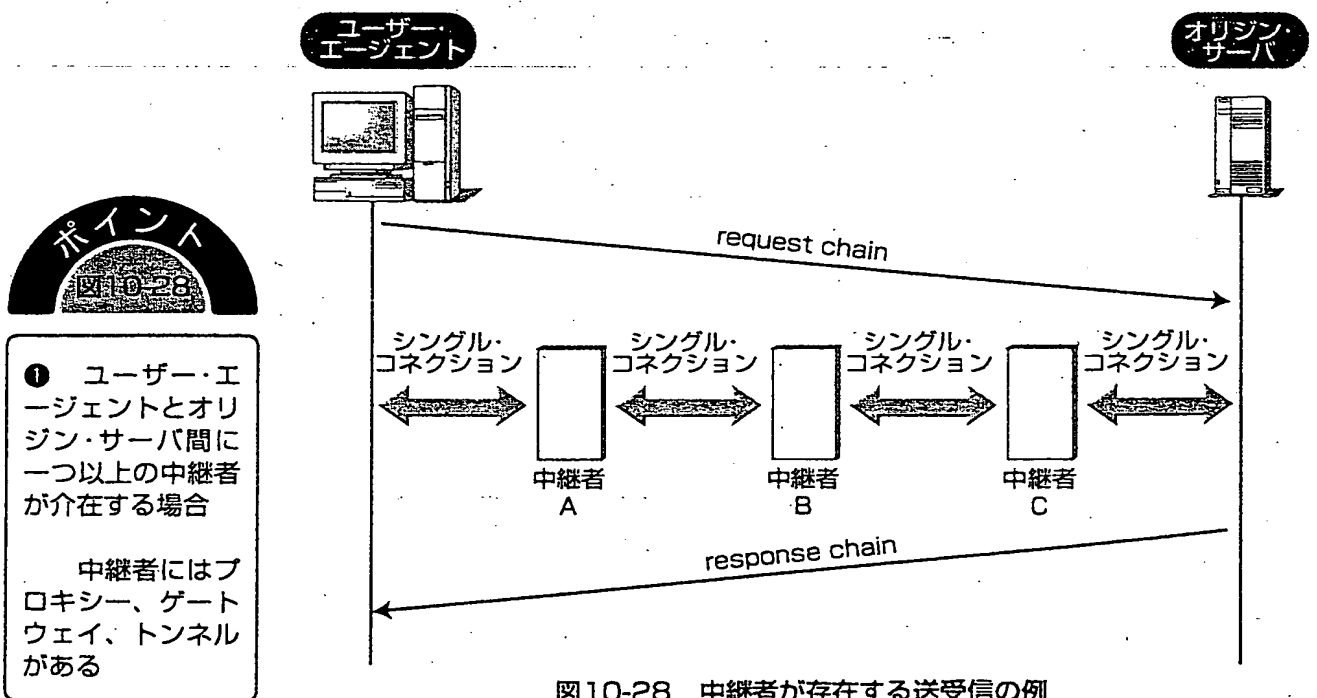 ユーザー・
エージェント
オリジン・
サーバ
request chain
ポイント
図10-28
❶ ユーザー・エ
ージェントとオリ
ジン・サーバ間に
一つ以上の中継者
が介在する場合
中継者にはプ
ロキシー、ゲート
ウェイ、トンネル
がある
シングル・
コネクション
シングル・
コネクション
シングル・
コネクション
シングル・
コネクション
中継者
A
中継者
B
中継者
C
response chain
図10-28 中継者が存在する送受信の例